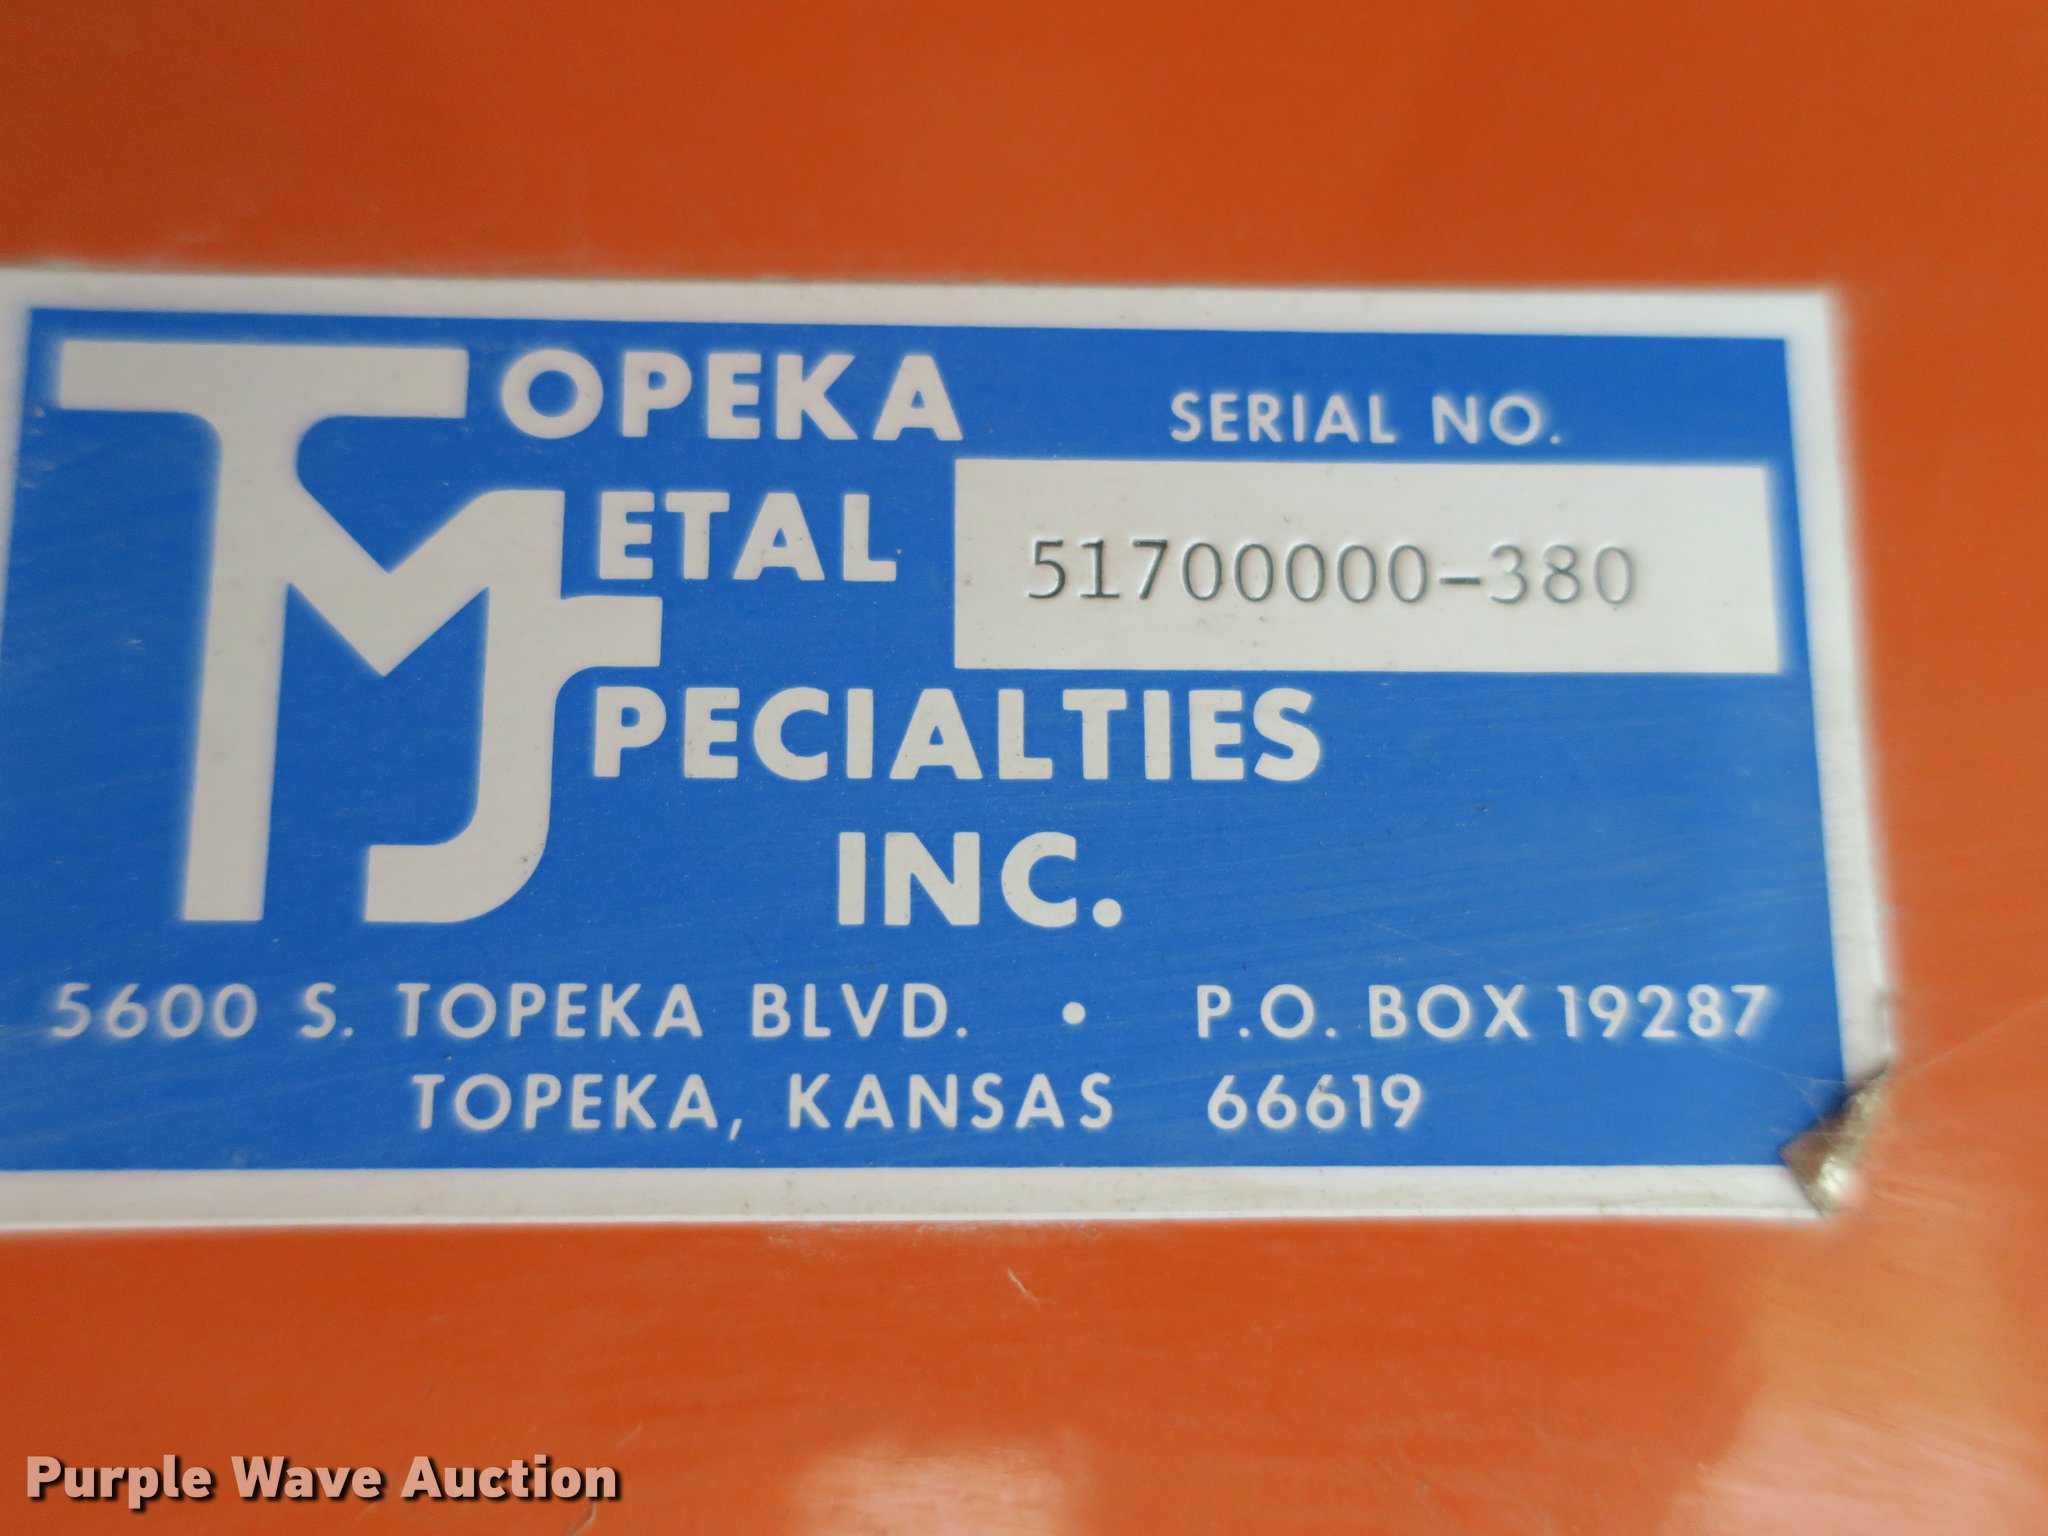 TOPEKA
METAL
SPECIALTIES
INC.
SERIAL NO.
51700000-380
5600 S. TOPEKA BLVD. • P.O. BOX 19287
TOPEKA, KANSAS 66619
Purple Wave Auction